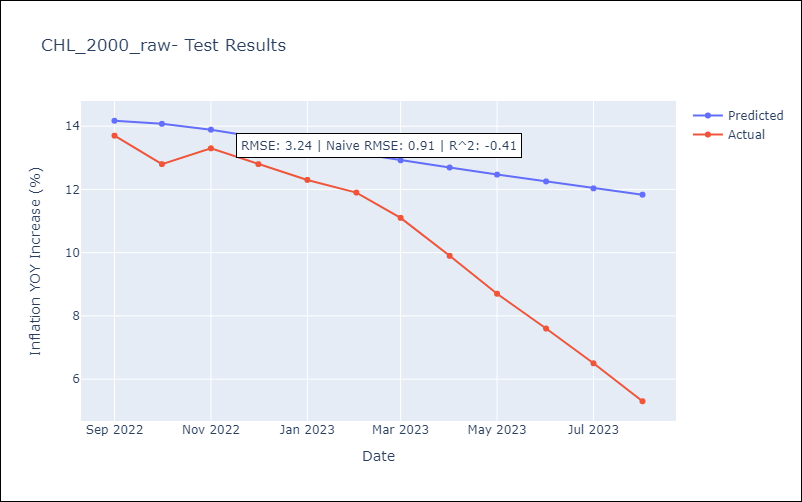 CHL_2000_raw- Test Results
Predicted
Actual
RMSE: 3.24 | Naive RMSE: 0.91 | R^2: -0.41
Inflation YOY Increase (%)
14
12
10
8
6
Sep 2022
Nov 2022
Jan 2023
Mar 2023
May 2023
Jul 2023
Date